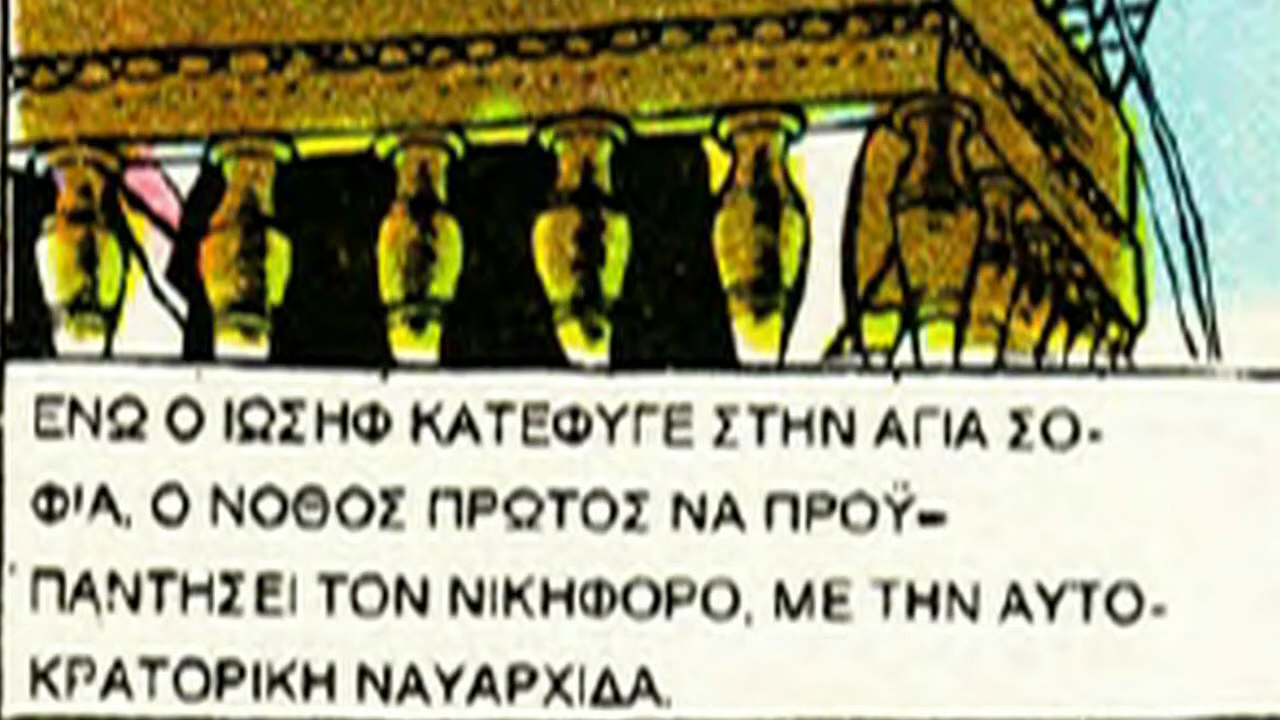 ΕΝΩ Ο ΙΩΣΗΦ ΚΑΤΕΦΥΓΕ ΣΤΗΝ ΑΓΙΑ ΣΟ-
ΦΙΑ, Ο ΝΟΘΟΣ ΠΡΩΤΟΣ ΝΑ ΠΡΟΫ-
ΠΑΝΤΗΣΕΙ ΤΟΝ ΝΙΚΗΦΟΡΟ, ΜΕ ΤΗΝ ΑΥΤΟ-
ΚΡΑΤΟΡΙΚΗ ΝΑΥΑΡΧΙΔΑ.